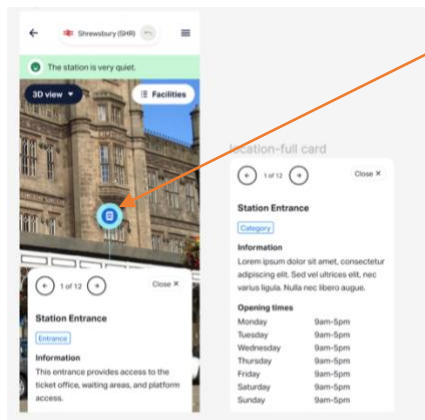 Shrewsbury (SHR)
The station is very quiet.
3D view
Facilities
1 of 12
Close ×
Station Entrance
Entrance
Information
This entrance provides access to the
ticket office, waiting areas, and platform
access.
location-full card
1 of 12
Close ×
Station Entrance
Category
Information
Lorem ipsum dolor sit amet, consectetur
adipiscing elit. Sed vel ultrices elit, nec
varius ligula. Nulla nec libero augue.
Opening times
Monday 9am-5pm
Tuesday 9am-5pm
Wednesday 9am-5pm
Thursday 9am-5pm
Friday 9am-5pm
Saturday 9am-5pm
Sunday 9am-5pm